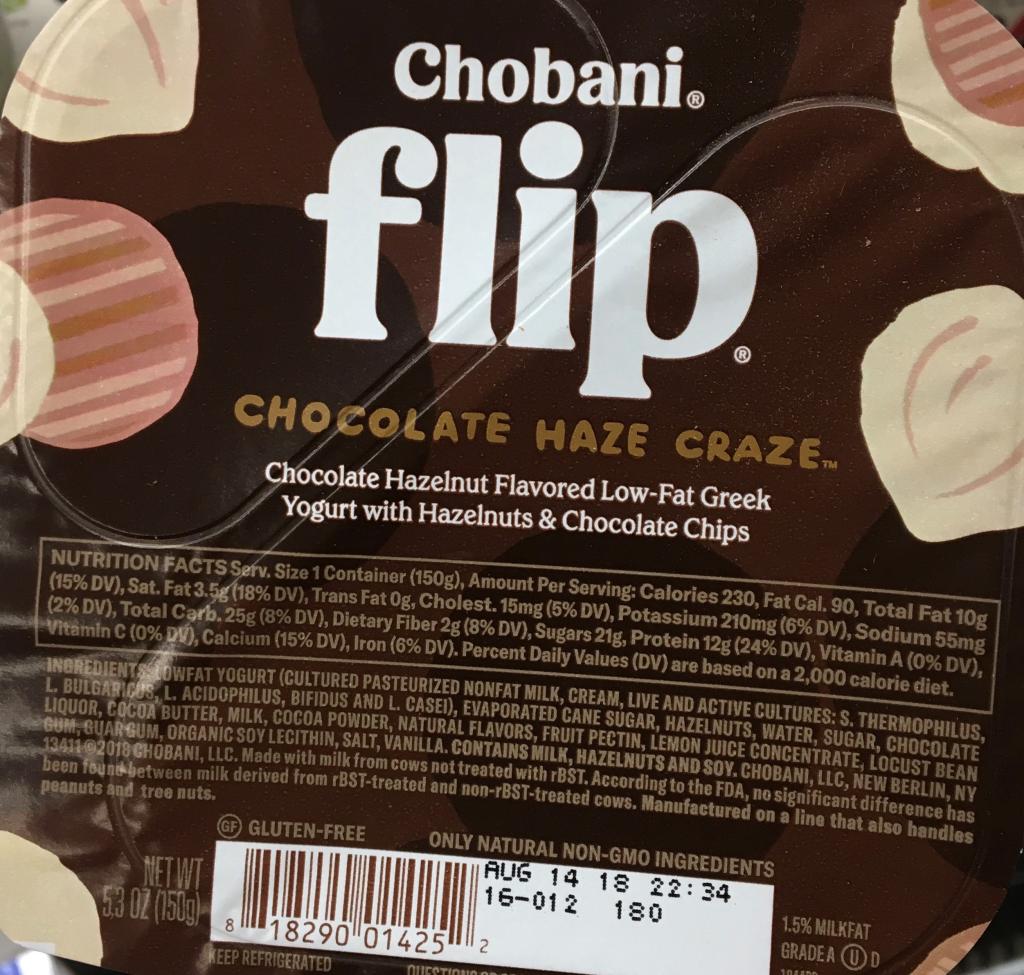 Chobani®
flip®
CHOCOLATE HAZE CRAZE™
Chocolate Hazelnut Flavored Low-Fat Greek
Yogurt with Hazelnuts & Chocolate Chips
NUTRITION FACTS Serv. Size 1 Container (150g), Amount Per Serving: Calories 230, Fat Cal. 90, Total Fat 10g
(15% DV), Sat. Fat 3.5g (18% DV), Trans Fat 0g, Cholest. 15mg (5% DV), Potassium 210mg (6% DV), Sodium 55mg
(2% DV), Total Carb. 25g (8% DV), Dietary Fiber 2g (8% DV), Sugars 21g, Protein 12g (24% DV), Vitamin A (0% DV),
Vitamin C (0% DV), Calcium (15% DV), Iron (6% DV). Percent Daily Values (DV) are based on a 2,000 calorie diet.
INGREDIENTS: LOWFAT YOGURT (CULTURED PASTEURIZED NONFAT MILK, CREAM, LIVE AND ACTIVE CULTURES: S. THERMOPHILUS,
L. BULGARICUS, L. ACIDOPHILUS, BIFIDUS AND L. CASEI), EVAPORATED CANE SUGAR, HAZELNUTS, WATER, SUGAR, CHOCOLATE
LIQUOR, COCOA BUTTER, MILK, COCOA POWDER, NATURAL FLAVORS, FRUIT PECTIN, LEMON JUICE CONCENTRATE, LOCUST BEAN
GUM, GUAR GUM, ORGANIC SOY LECITHIN, SALT, VANILLA. CONTAINS MILK, HAZELNUTS AND SOY. CHOBANI, LLC, NEW BERLIN, NY
13411 ©2018 CHOBANI, LLC. Made with milk from cows not treated with rBST. According to the FDA, no significant difference has
been found between milk derived from rBST-treated and non-rBST-treated cows. Manufactured on a line that also handles
peanuts and tree nuts.
GF GLUTEN-FREE
ONLY NATURAL NON-GMO INGREDIENTS
NET WT
5.3 OZ (150g)
AUG 14 18 22:34
16-012 180
8 18290 01425 2
1.5% MILKFAT
GRADE A U D
KEEP REFRIGERATED